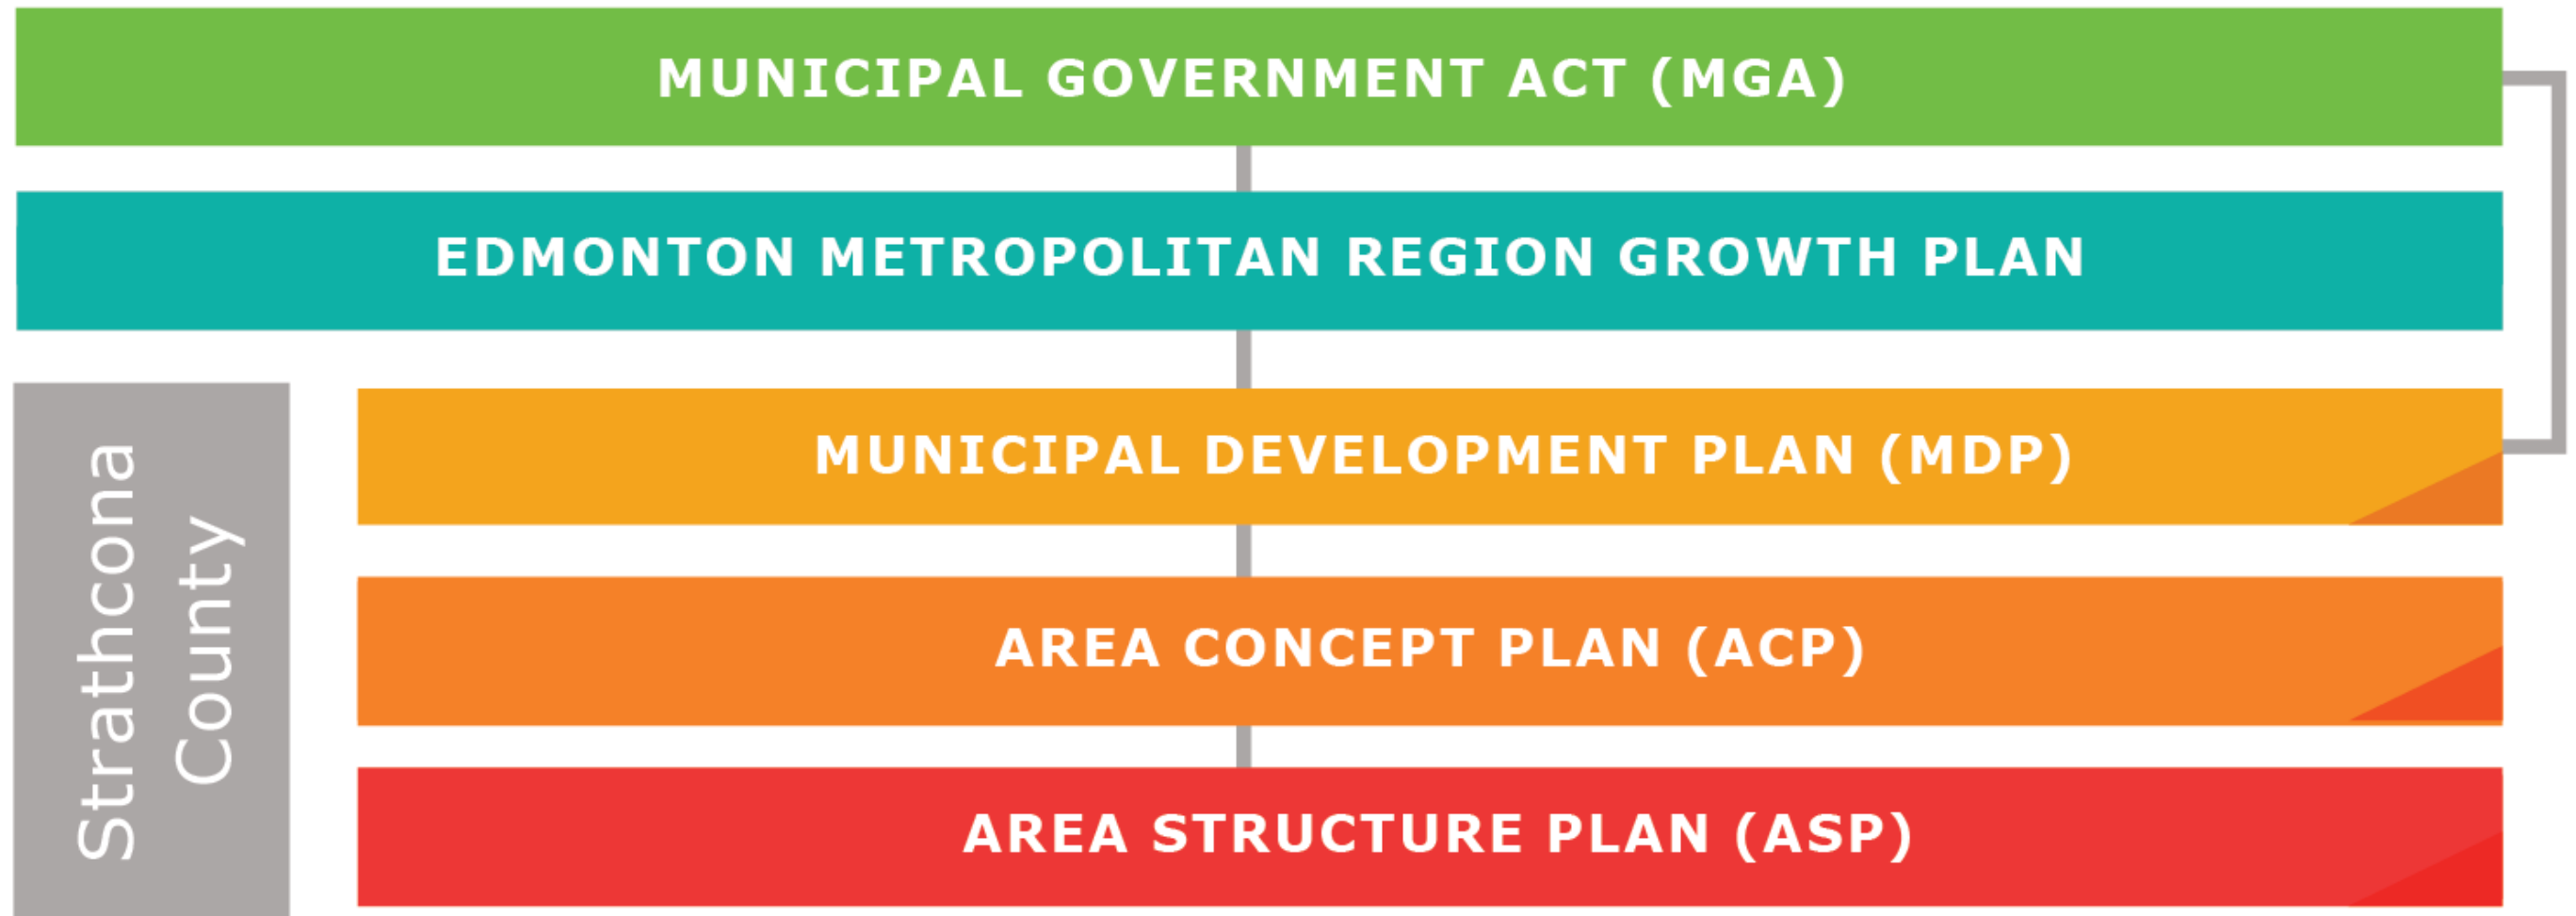 MUNICIPAL GOVERNMENT ACT (MGA)
EDMONTON METROPOLITAN REGION GROWTH PLAN
Strathcona
County
MUNICIPAL DEVELOPMENT PLAN (MDP)
AREA CONCEPT PLAN (ACP)
AREA STRUCTURE PLAN (ASP)